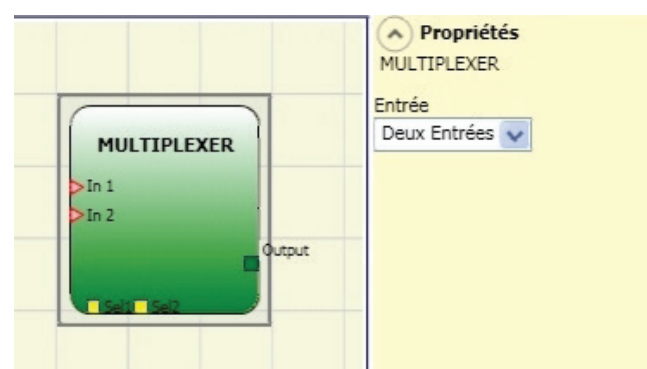 MULTIPLEXER
In 1
In 2
Output
Sel1 Sel2
Propriétés
MULTIPLEXER
Entrée
Deux Entrées